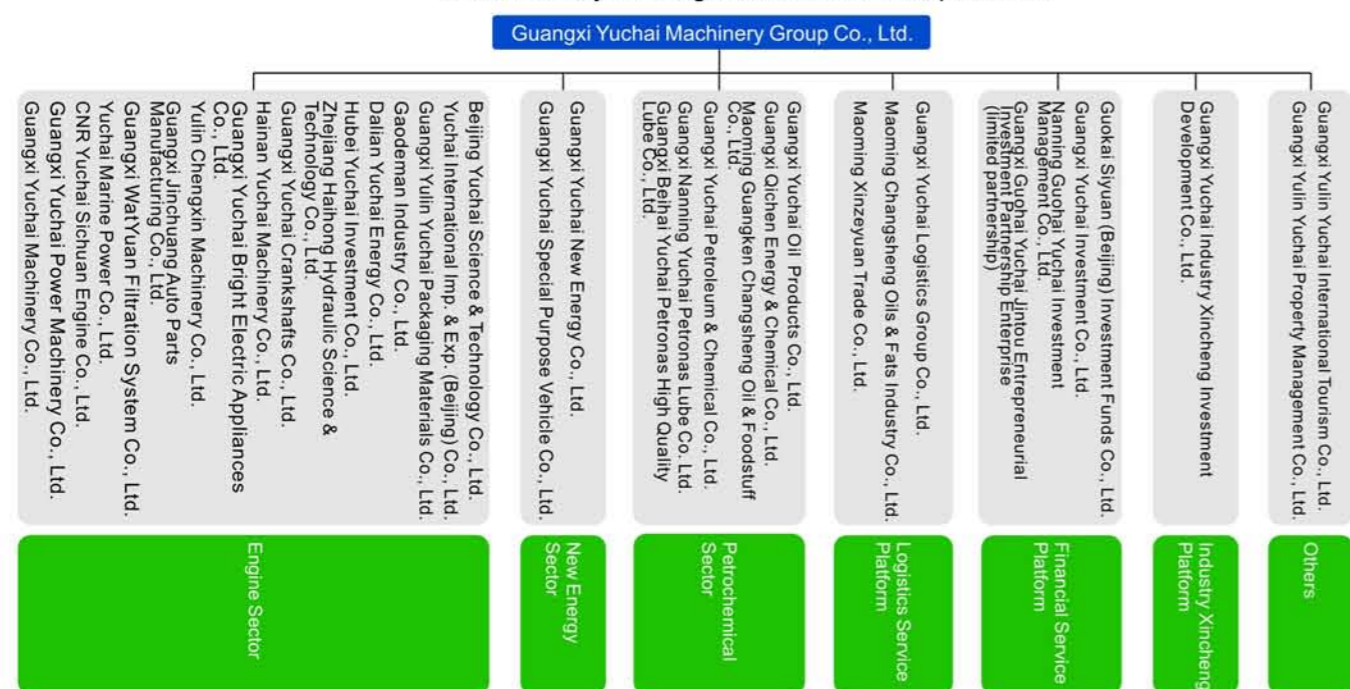 Guangxi Yuchai Machinery Group Co., Ltd.
Beijing Yuchai Science & Technology Co., Ltd.
Yuchai International Imp. & Exp. (Beijing) Co., Ltd.
Guangxi Yulin Yuchai Packaging Materials Co., Ltd.
Gaodeman Industry Co., Ltd.
Dalian Yuchai Energy Co., Ltd.
Hubei Yuchai Investment Co., Ltd.
Zhejiang Haihong Hydraulic Science &
Technology Co., Ltd.
Guangxi Yuchai Crankshafts Co., Ltd.
Hainan Yuchai Machinery Co., Ltd.
Guangxi Yuchai Bright Electric Appliances
Co., Ltd.
Yulin Chengxin Machinery Co., Ltd.
Guangxi Jinchuang Auto Parts
Manufacturing Co., Ltd.
Guangxi WatYuan Filtration System Co., Ltd.
Yuchai Marine Power Co., Ltd.
CNR Yuchai Sichuan Engine Co., Ltd.
Guangxi Yuchai Power Machinery Co., Ltd.
Guangxi Yuchai Machinery Co., Ltd.
Engine Sector
Guangxi Yuchai New Energy Co., Ltd.
Guangxi Yuchai Special Purpose Vehicle Co., Ltd.
New Energy
Sector
Guangxi Yuchai Oil Products Co., Ltd.
Guangxi Qichen Energy & Chemical Co., Ltd.
Maoming Guangken Changsheng Oil & Foodstuff
Co., Ltd.
Guangxi Yuchai Petroleum & Chemical Co., Ltd.
Guangxi Nanning Yuchai Petronas Lube Co. Ltd.
Guangxi Beihai Yuchai Petronas High Quality
Lube Co., Ltd.
Petrochemical
Sector
Guangxi Yuchai Logistics Group Co., Ltd.
Maoming Changsheng Oils & Fats Industry Co., Ltd.
Maoming Xinzeyuan Trade Co., Ltd.
Logistics Service
Platform
Guokai Siyuan (Beijing) Investment Funds Co., Ltd.
Guangxi Yuchai Investment Co., Ltd.
Nanning Guohai Yuchai Investment
Management Co., Ltd.
Guangxi Guohai Yuchai Jintou Entrepreneurial
Investment Partnership Enterprise
(limited partnership)
Financial Service
Platform
Guangxi Yuchai Industry Xincheng Investment
Development Co., Ltd.
Industry Xincheng
Platform
Guangxi Yulin Yuchai International Tourism Co., Ltd.
Guangxi Yulin Yuchai Property Management Co., Ltd.
Others